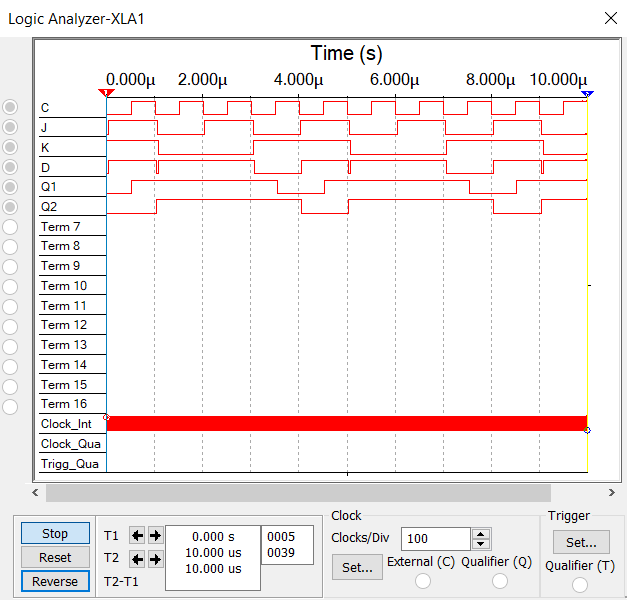 Logic Analyzer-XLA1
Time (s)
0.000µ 2.000µ 4.000µ 6.000µ 8.000µ 10.000µ
C
J
K
D
Q1
Q2
Term 7
Term 8
Term 9
Term 10
Term 11
Term 12
Term 13
Term 14
Term 15
Term 16
Clock_Int
Clock_Qua
Trigg_Qua
Stop
Reset
Reverse
T1
T2
T2-T1
0.000 s
10.000 us
10.000 us
0005
0039
Clock
Clocks/Div 100
Set...
External (C) Qualifier (Q)
Trigger
Set...
Qualifier (T)